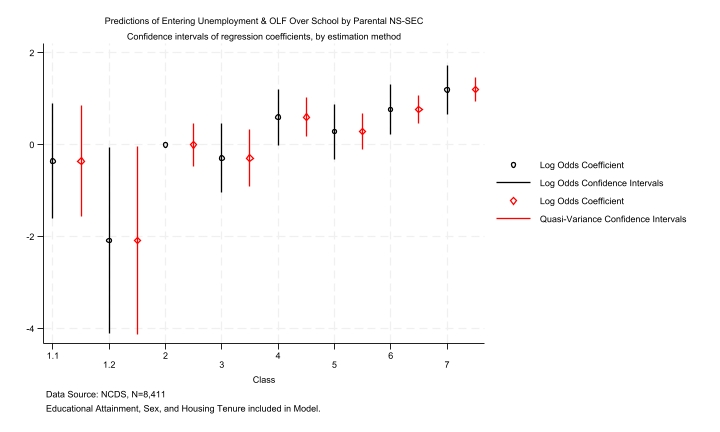 Predictions of Entering Unemployment & OLF Over School by Parental NS-SEC
Confidence intervals of regression coefficients, by estimation method
2
0
-2
-4
1.1
1.2
2
3
4
5
6
7
Class
Log Odds Coefficient
Log Odds Confidence Intervals
Log Odds Coefficient
Quasi-Variance Confidence Intervals
Data Source: NCDS, N=8,411
Educational Attainment, Sex, and Housing Tenure included in Model.